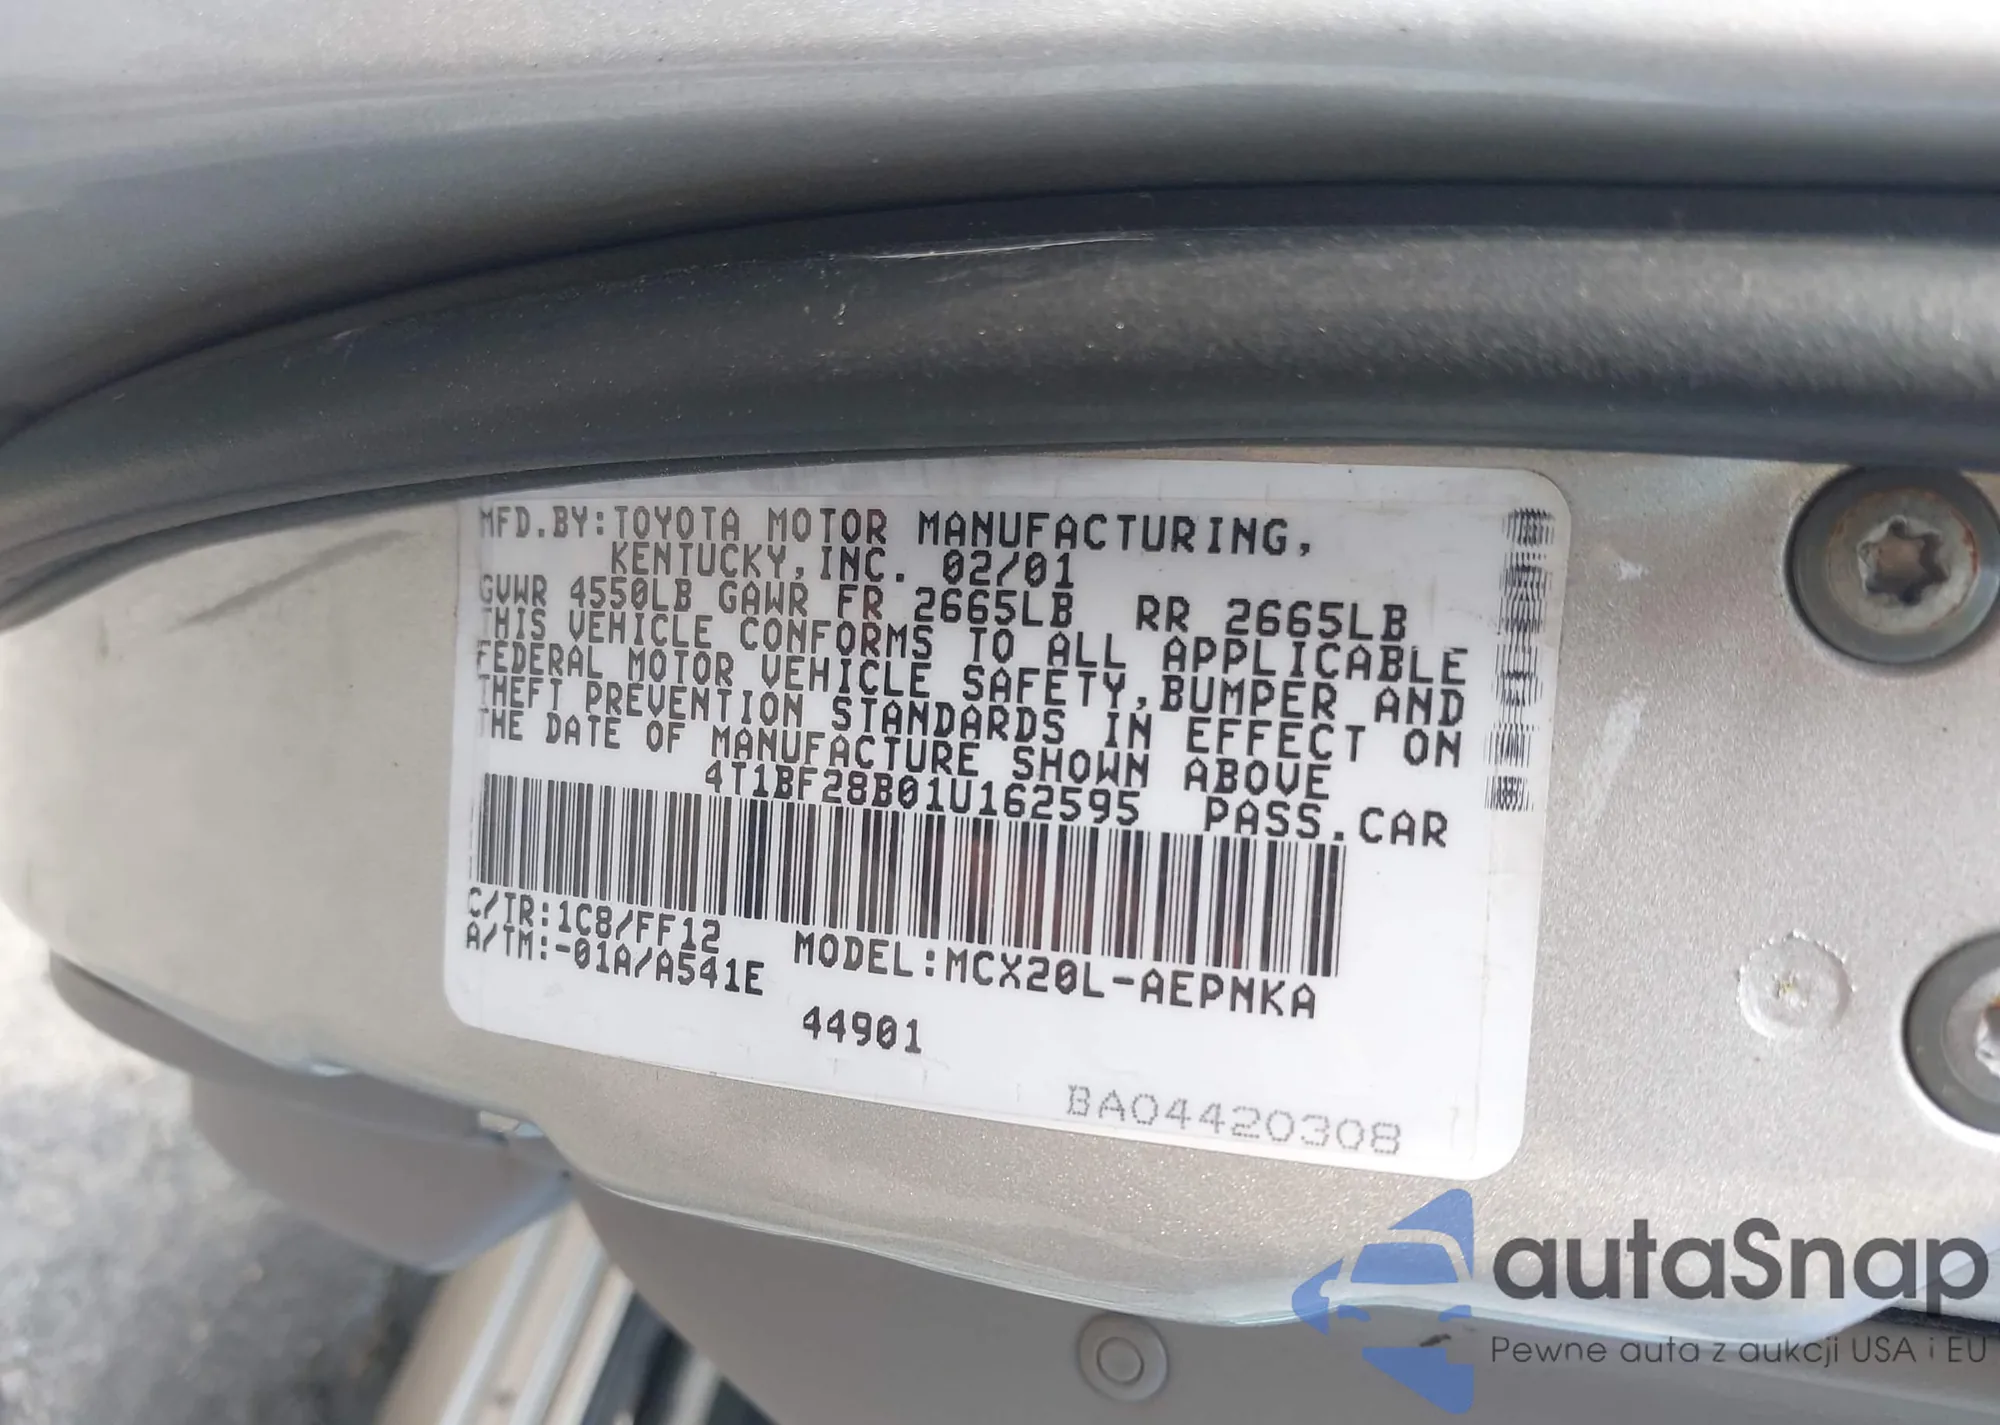 MFD.BY:TOYOTA MOTOR MANUFACTURING,
KENTUCKY,INC. 02/01
GVWR 4550LB GAWR FR 2665LB RR 2665LB
THIS VEHICLE CONFORMS TO ALL APPLICABLE
FEDERAL MOTOR VEHICLE SAFETY,BUMPER AND
THEFT PREVENTION STANDARDS IN EFFECT ON
THE DATE OF MANUFACTURE SHOWN ABOVE
4T1BF28B01U162595 PASS.CAR
C/TR:1C8/FF12
A/TM:-01A/A541E MODEL:MCX20L-AEPNKA
44901
BA04420308
autaSnap
Pewne auta z aukcji USA i EU